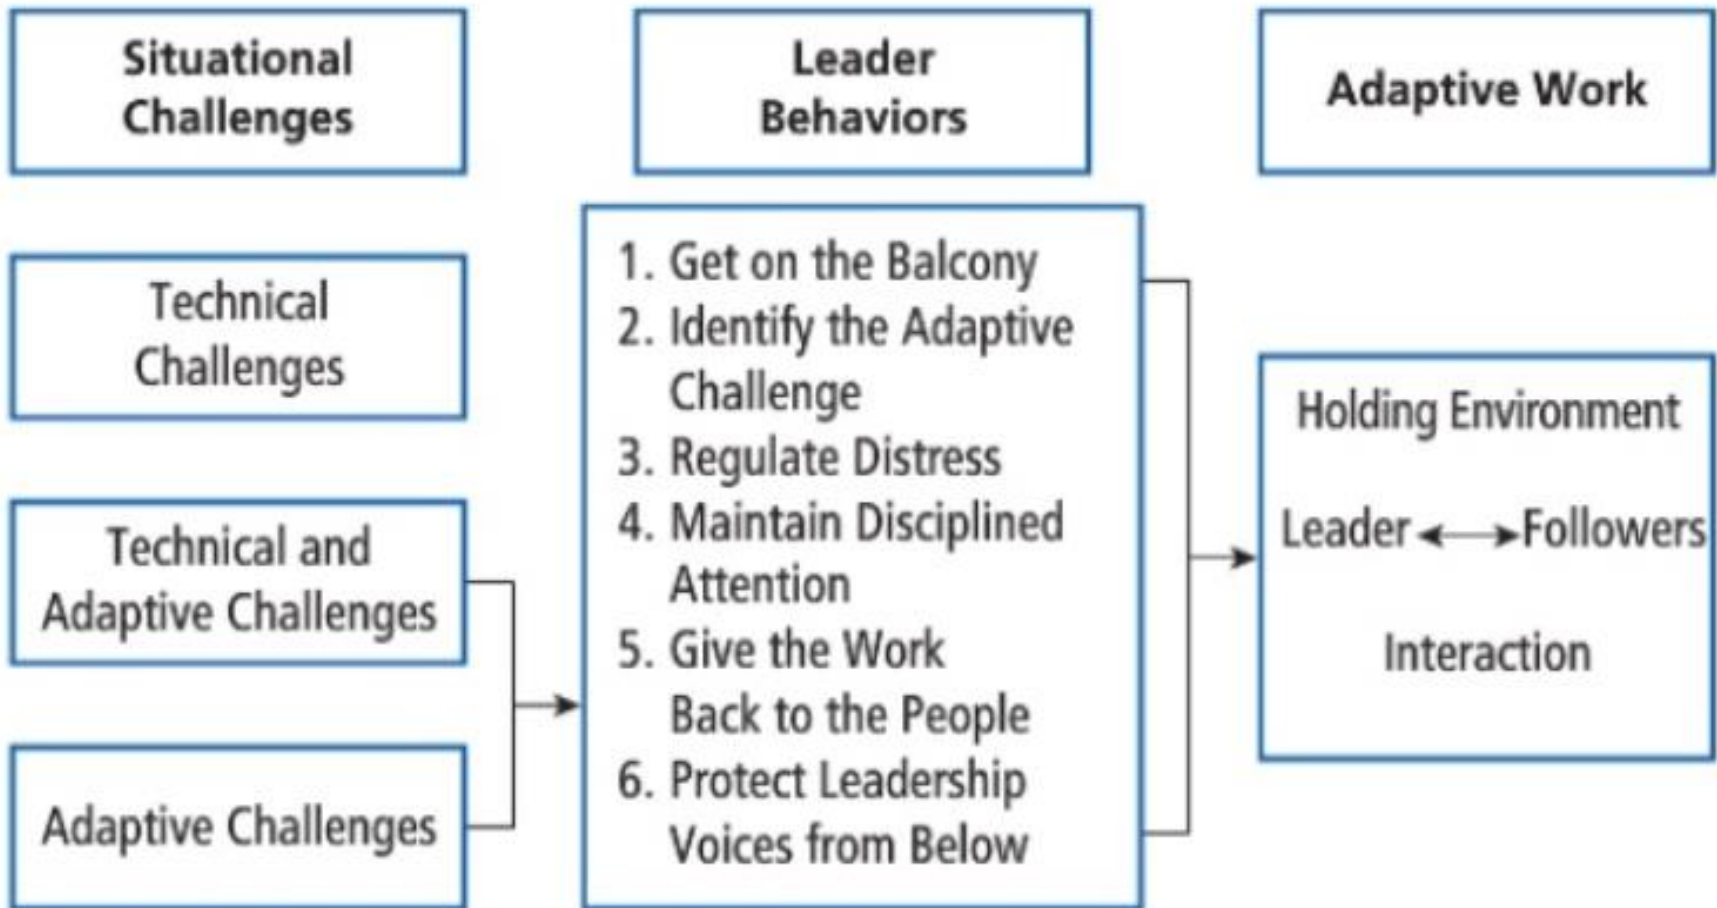 Situational
Challenges
Leader
Behaviors
Adaptive Work
Technical
Challenges
Technical and
Adaptive Challenges
Adaptive Challenges
1. Get on the Balcony
2. Identify the Adaptive
Challenge
3. Regulate Distress
4. Maintain Disciplined
Attention
5. Give the Work
Back to the People
6. Protect Leadership
Voices from Below
Holding Environment
Leader Followers
Interaction